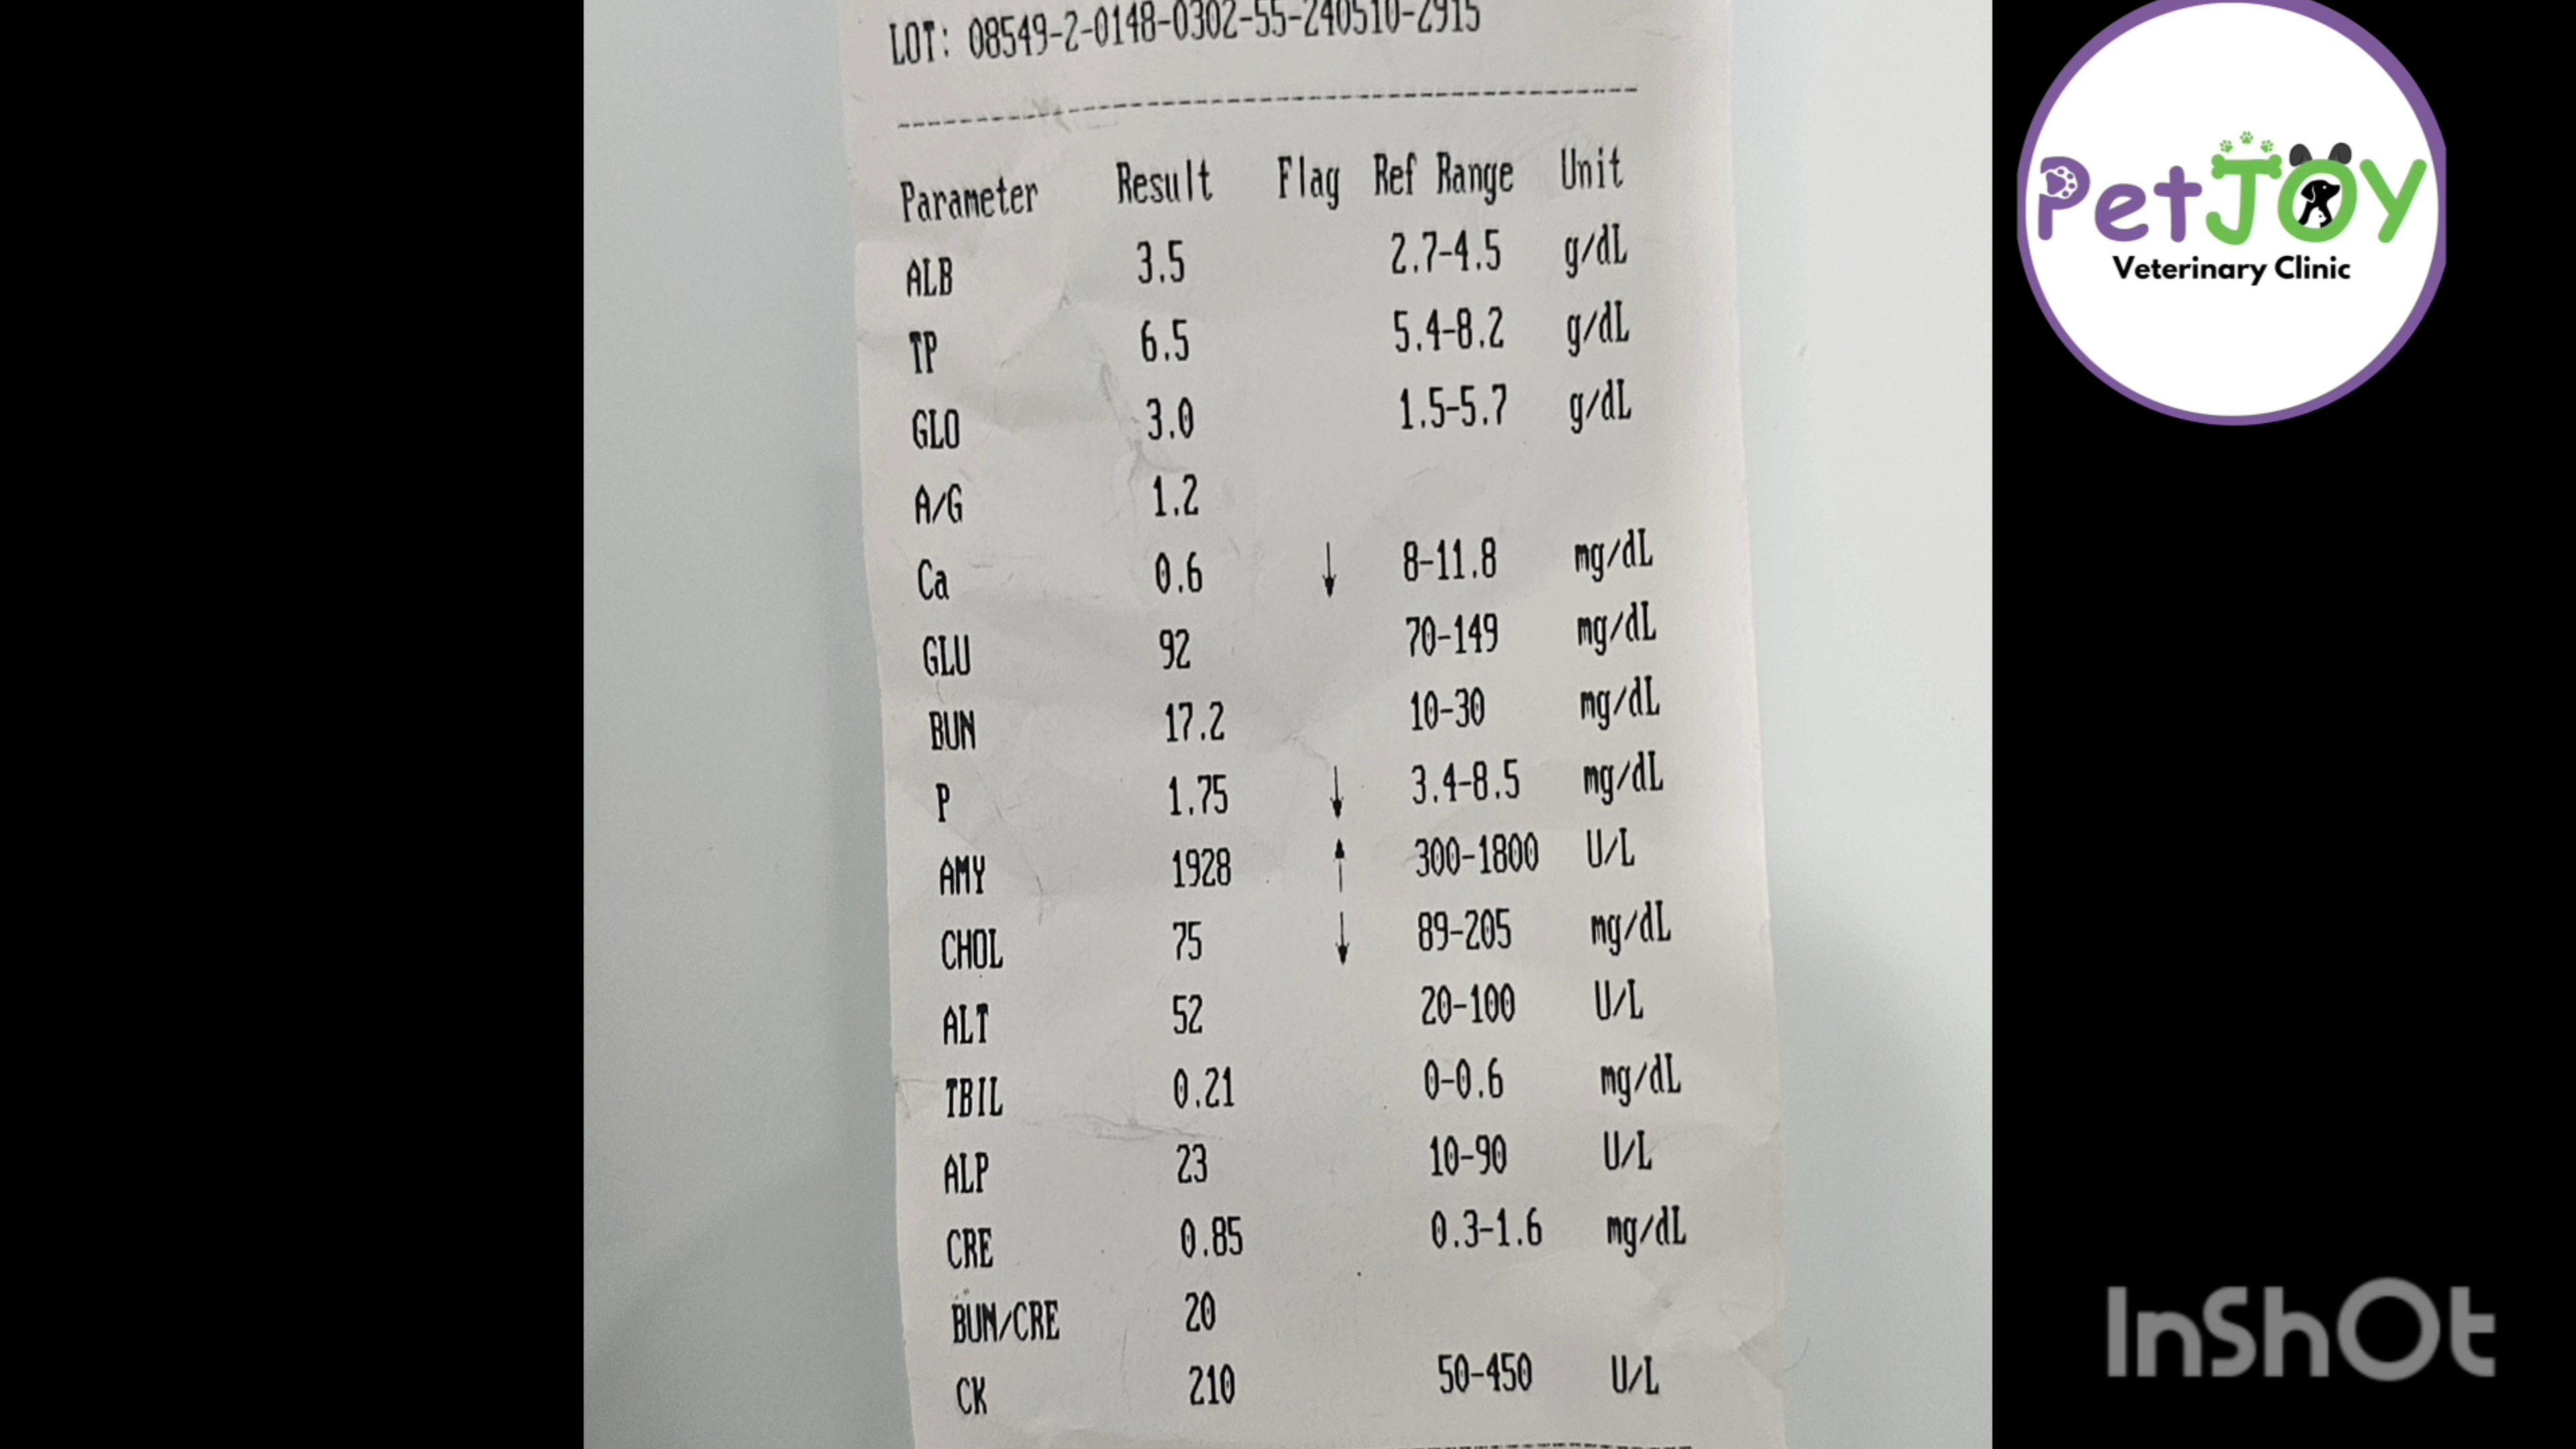 LOT: 08549-2-0148-0302-55-240510-2915
Parameter Result Flag Ref Range Unit
ALB 3.5 2.7-4.5 g/dL
TP 6.5 5.4-8.2 g/dL
GLO 3.0 1.5-5.7 g/dL
A/G 1.2
Ca 0.6 ↓ 8-11.8 mg/dL
GLU 92 70-149 mg/dL
BUN 17.2 10-30 mg/dL
P 1.75 ↓ 3.4-8.5 mg/dL
AMY 1928 ↑ 300-1800 U/L
CHOL 75 ↓ 89-205 mg/dL
ALT 52 20-100 U/L
TBIL 0.21 0-0.6 mg/dL
ALP 23 10-90 U/L
CRE 0.85 0.3-1.6 mg/dL
BUN/CRE 20
CK 210 50-450 U/L
PetJOY
Veterinary Clinic
InShOt